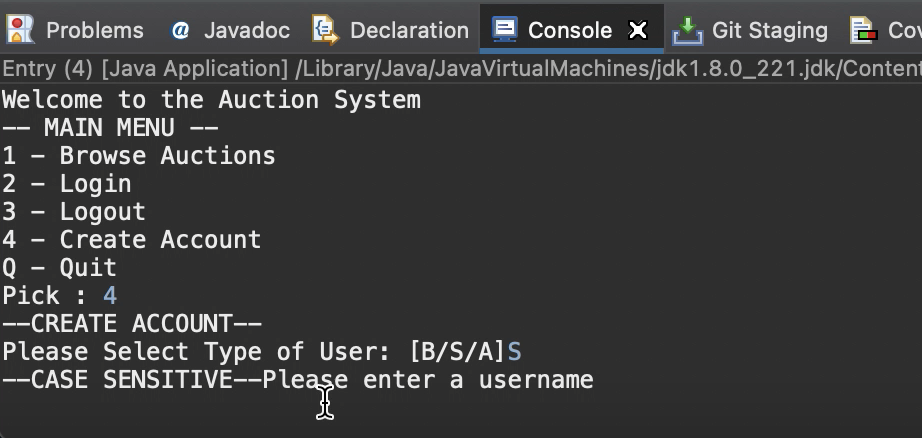 Problems @ Javadoc Declaration Console Git Staging Cov
Entry (4) [Java Application] /Library/Java/JavaVirtualMachines/jdk1.8.0_221.jdk/Content
Welcome to the Auction System
-- MAIN MENU --
1 - Browse Auctions
2 - Login
3 - Logout
4 - Create Account
Q - Quit
Pick : 4
--CREATE ACCOUNT--
Please Select Type of User: [B/S/A]S
--CASE SENSITIVE--Please enter a username